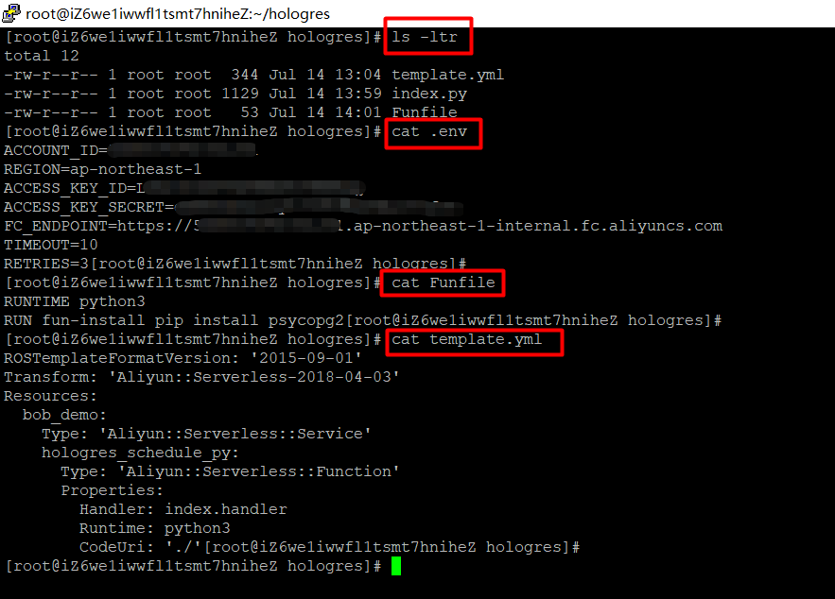 root@iZ6we1iwwfl1tsmt7hniheZ:~/hologres
[root@iZ6we1iwwfl1tsmt7hniheZ hologres]# ls -ltr
total 12
-rw-r--r-- 1 root root  344 Jul 14 13:04 template.yml
-rw-r--r-- 1 root root 1129 Jul 14 13:59 index.py
-rw-r--r-- 1 root root   53 Jul 14 14:01 Funfile
[root@iZ6we1iwwfl1tsmt7hniheZ hologres]# cat .env
ACCOUNT_ID=
REGION=ap-northeast-1
ACCESS_KEY_ID=L
ACCESS_KEY_SECRET=
FC_ENDPOINT=https://5 1.ap-northeast-1-internal.fc.aliyuncs.com
TIMEOUT=10
RETRIES=3[root@iZ6we1iwwfl1tsmt7hniheZ hologres]#
[root@iZ6we1iwwfl1tsmt7hniheZ hologres]# cat Funfile
RUNTIME python3
RUN fun-install pip install psycopg2[root@iZ6we1iwwfl1tsmt7hniheZ hologres]#
[root@iZ6we1iwwfl1tsmt7hniheZ hologres]# cat template.yml
ROSTemplateFormatVersion: '2015-09-01'
Transform: 'Aliyun::Serverless-2018-04-03'
Resources:
  bob_demo:
    Type: 'Aliyun::Serverless::Service'
    hologres_schedule_py:
      Type: 'Aliyun::Serverless::Function'
      Properties:
        Handler: index.handler
        Runtime: python3
        CodeUri: './'[root@iZ6we1iwwfl1tsmt7hniheZ hologres]#
[root@iZ6we1iwwfl1tsmt7hniheZ hologres]#